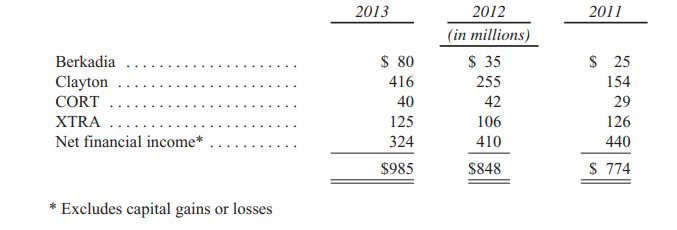 2013 2012 2011
(in millions)
Berkadia ...................... $ 80 $ 35 $ 25
Clayton ....................... 416 255 154
CORT ........................ 40 42 29
XTRA ........................ 125 106 126
Net financial income* ........... 324 410 440
$985 $848 $ 774
* Excludes capital gains or losses